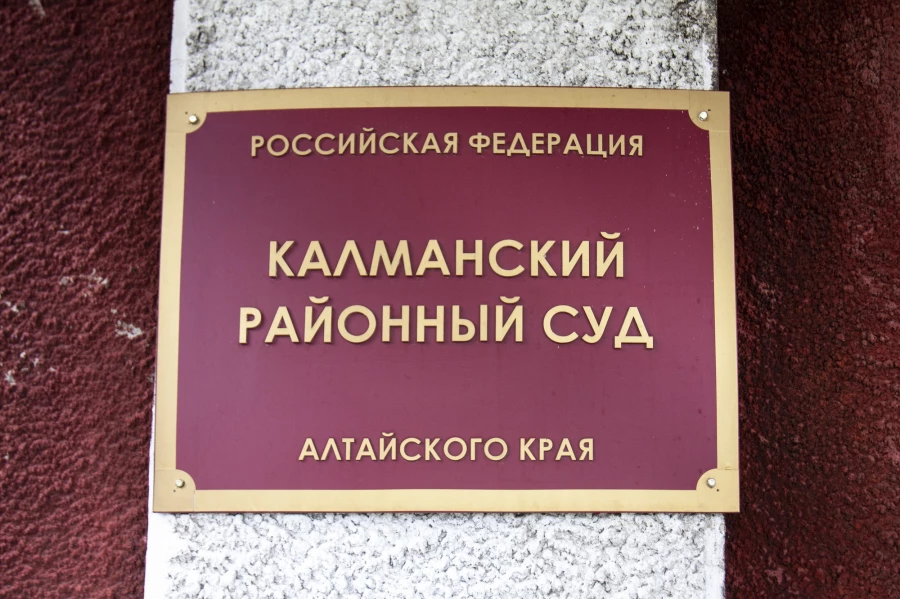 РОССИЙСКАЯ ФЕДЕРАЦИЯ
КАЛМАНСКИЙ
РАЙОННЫЙ СУД
АЛТАЙСКОГО КРАЯ